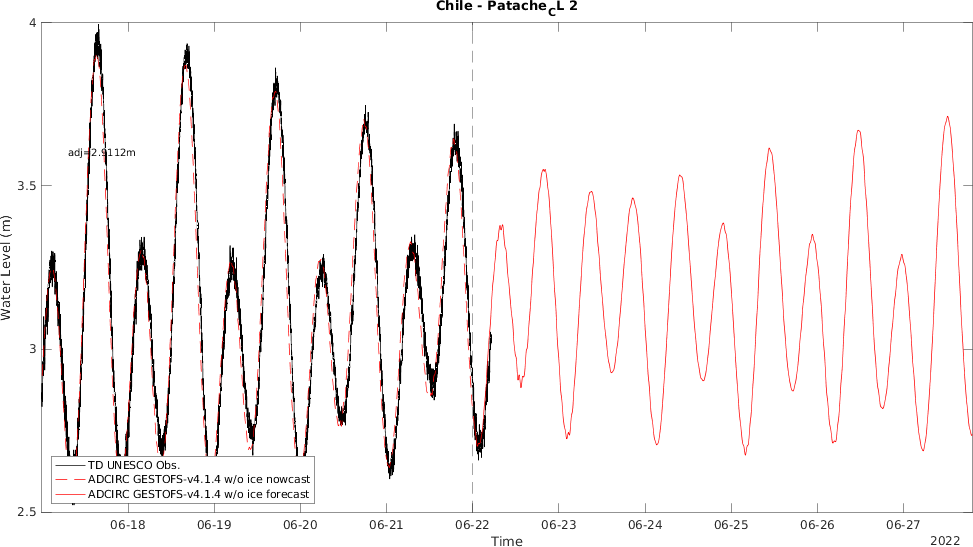 Chile - Patache_CL 2
4
3.5
3
2.5
Water Level (m)
adj=2.9112m
TD UNESCO Obs.
ADCIRC GESTOFS-v4.1.4 w/o ice nowcast
ADCIRC GESTOFS-v4.1.4 w/o ice forecast
06-18 06-19 06-20 06-21 06-22 06-23 06-24 06-25 06-26 06-27
Time
2022